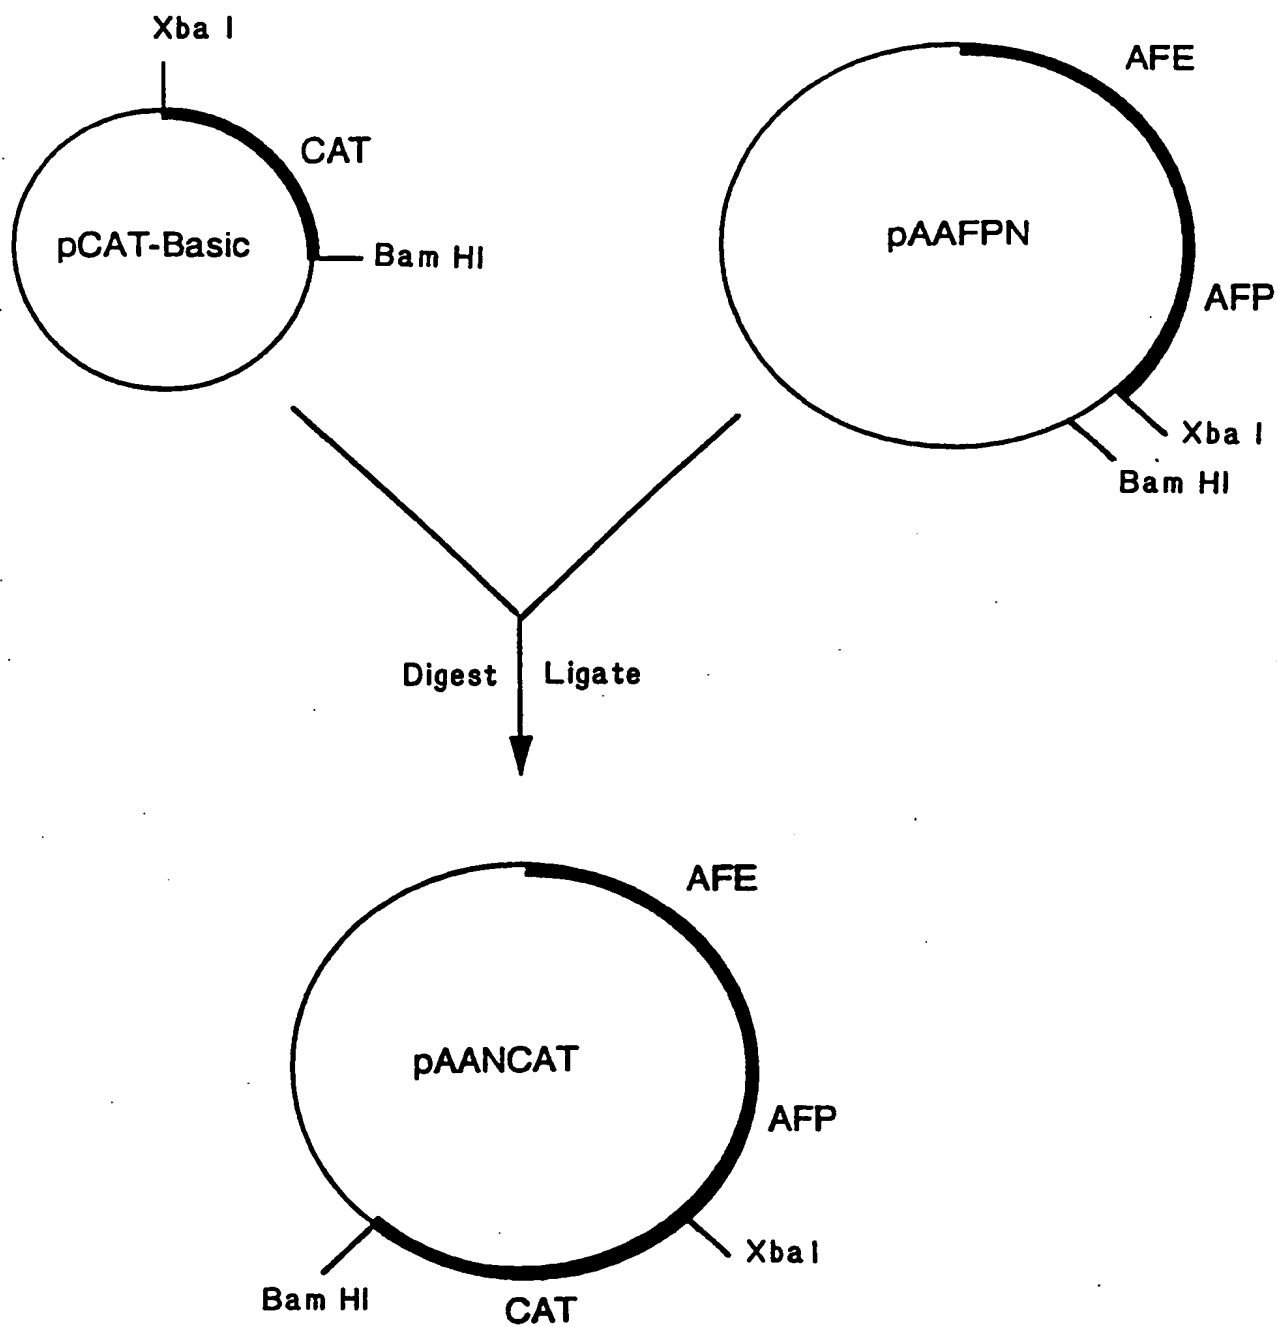 Xba I
CAT
pCAT-Basic
Bam HI
AFE
pAAFPN
AFP
Xba I
Bam HI
Digest
Ligate
AFE
pAANCAT
AFP
Xba I
Bam HI
CAT